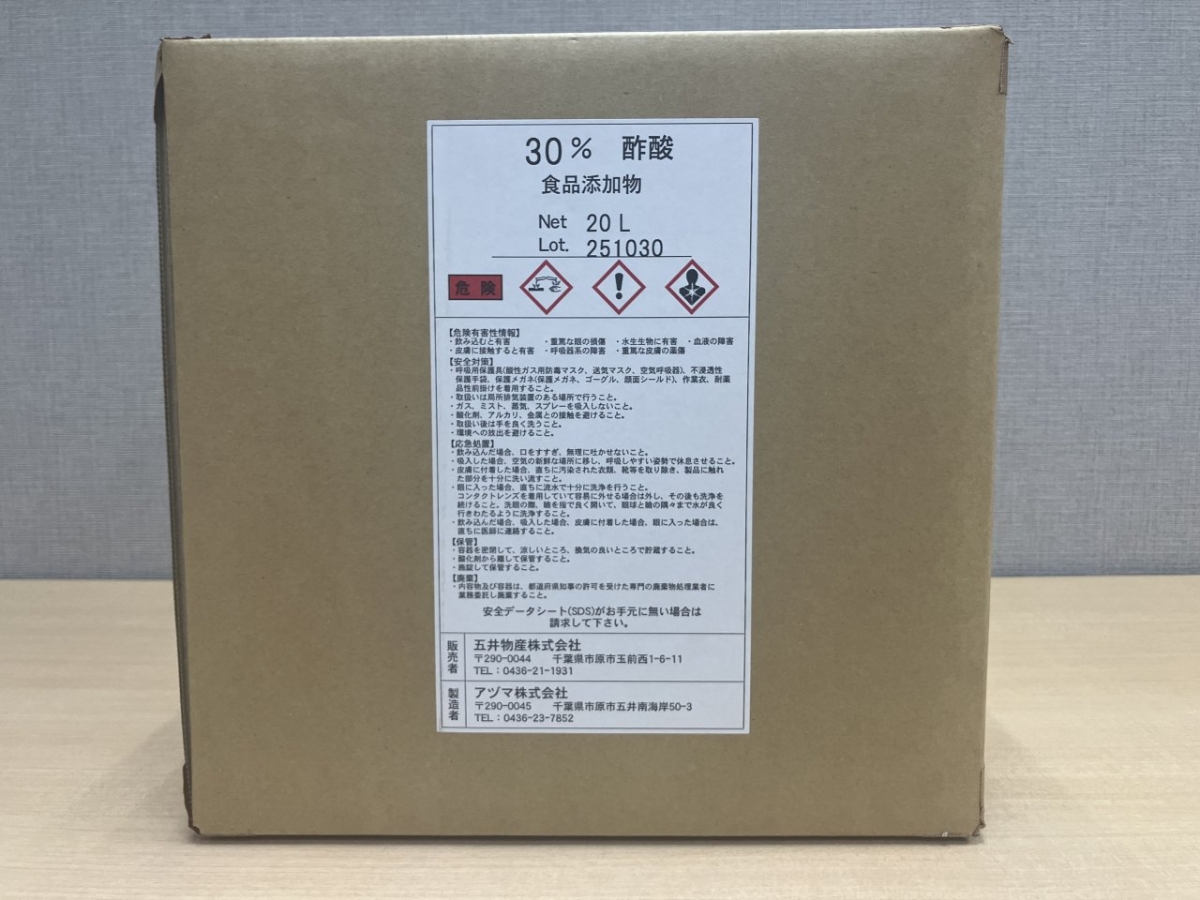 30% 酢酸
食品添加物
Net 20L
Lot. 251030
危険
【危険有害性情報】
・飲み込むと有害 ・重篤な眼の損傷 ・水生生物に有害 ・血液の障害
・皮膚に接触すると有害 ・呼吸器系の障害 ・重篤な皮膚の薬傷
【安全対策】
・呼吸用保護具(酸性ガス用防毒マスク、送気マスク、空気呼吸器)、不浸透性
保護手袋、保護メガネ(保護メガネ、ゴーグル、顔面シールド)、作業衣、耐薬
品性前掛けを着用すること。
・取扱いは局所排気装置のある場所で行うこと。
・ガス、ミスト、蒸気、スプレーを吸入しないこと。
・酸化剤、アルカリ、金属との接触を避けること。
・取扱い後は手を良く洗うこと。
・環境への放出を避けること。
【応急処置】
・飲み込んだ場合、口をすすぎ、無理に吐かせないこと。
・吸入した場合、空気の新鮮な場所に移し、呼吸しやすい姿勢で休息させること。
・皮膚に付着した場合、直ちに汚染された衣類、靴等を取り除き、製品に触れ
た部分を十分に洗い流すこと。
・眼に入った場合、直ちに流水で十分に洗浄を行うこと。
コンタクトレンズを着用していて容易に外せる場合は外し、その後も洗浄を
続けること。洗眼の際、瞼を指で良く開いて、眼球と瞼の隅々まで水が良く
行きわたるように洗浄すること。
・飲み込んだ場合、吸入した場合、皮膚に付着した場合、眼に入った場合は、
直ちに医師に連絡すること。
【保管】
・容器を密閉して、涼しいところ、換気の良いところで貯蔵すること。
・酸化剤から離して保管すること。
・施錠して保管すること。
【廃棄】
・内容物及び容器は、都道府県知事の許可を受けた専門の廃棄物処理業者に
業務委託し廃棄すること。
安全データシート(SDS)がお手元に無い場合は
請求して下さい。
販売者
五井物産株式会社
〒290-0044 千葉県市原市玉前西1-6-11
TEL:0436-21-1931
製造者
アヅマ株式会社
〒290-0045 千葉県市原市五井南海岸50-3
TEL:0436-23-7852